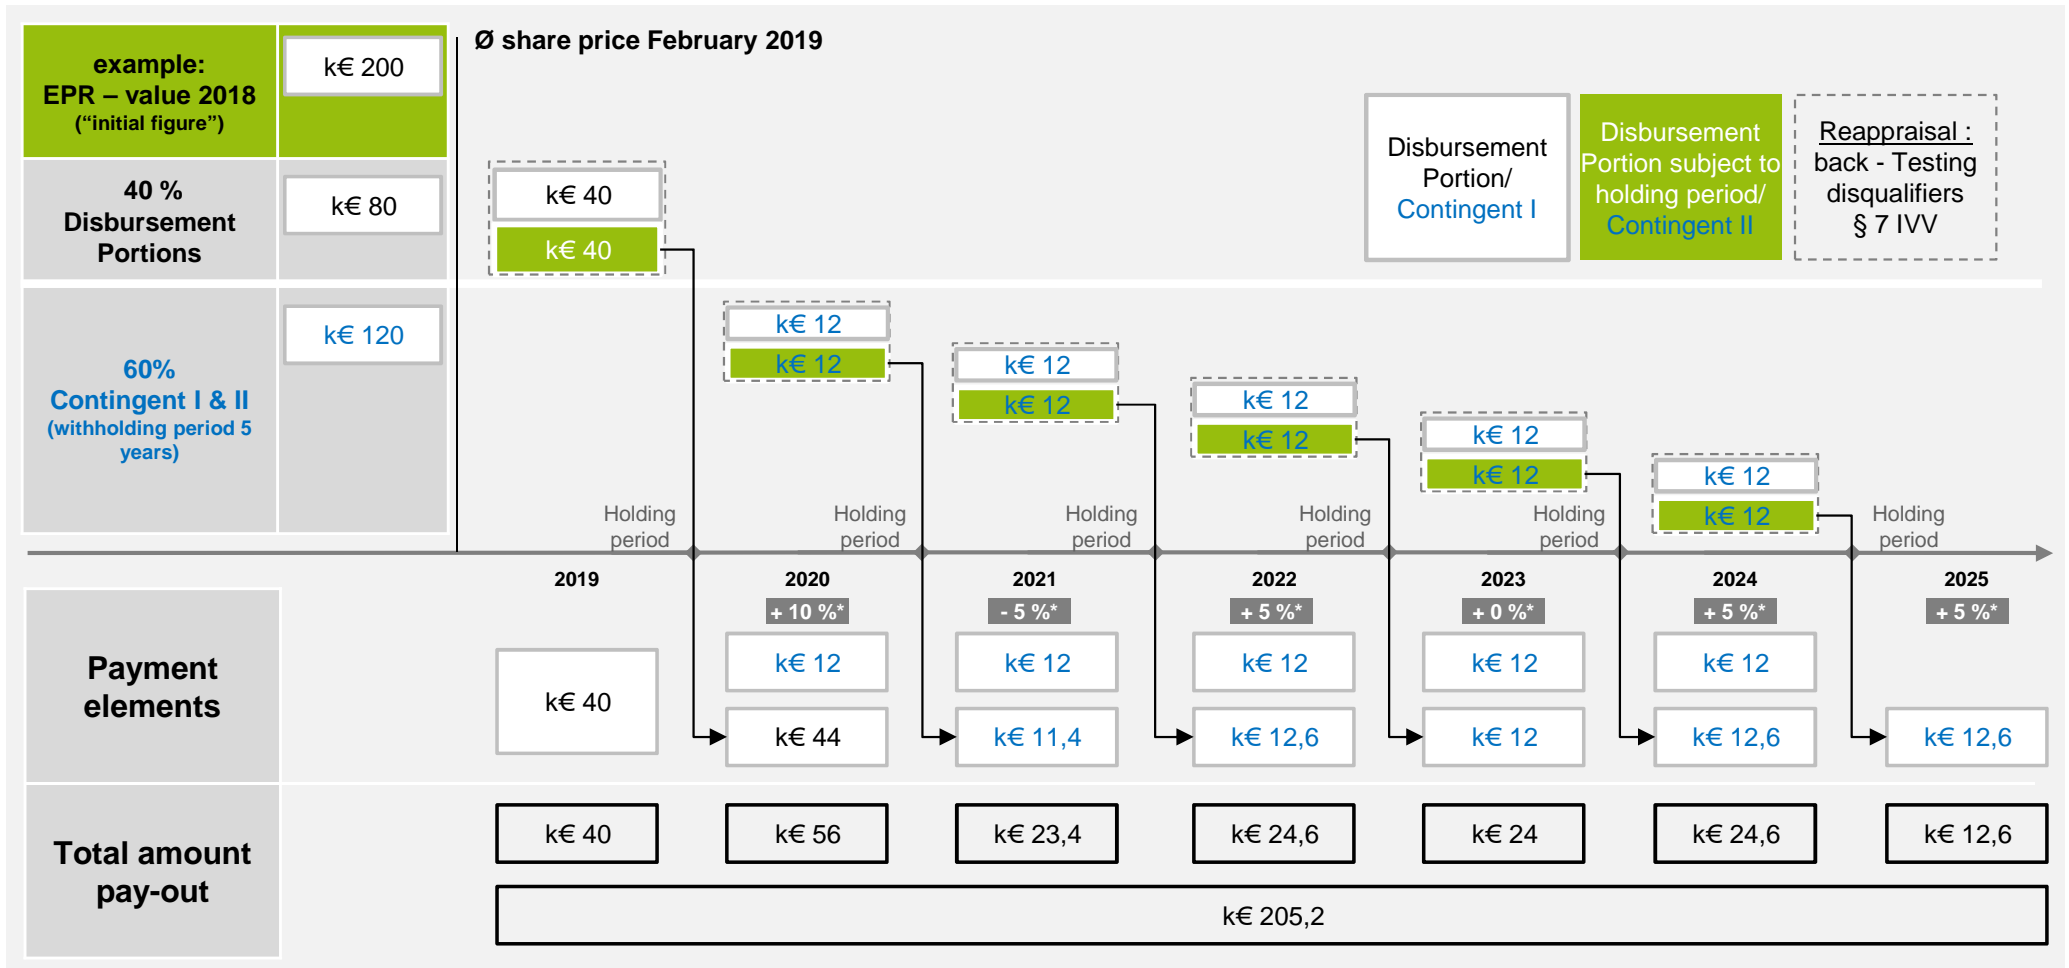 example:
EPR – value 2018
(“initial figure”)
k€ 200
Ø share price February 2019
Disbursement
Portion/
Contingent I
Disbursement
Portion subject to
holding period/
Contingent II
Reappraisal :
back - Testing
disqualifiers
§ 7 IVV
40 %
Disbursement
Portions
k€ 80
k€ 40
k€ 40
60%
Contingent I & II
(withholding period 5
years)
k€ 120
k€ 12
k€ 12
k€ 12
k€ 12
k€ 12
k€ 12
k€ 12
k€ 12
k€ 12
k€ 12
Holding
period
Holding
period
Holding
period
Holding
period
Holding
period
Holding
period
2019 2020 2021 2022 2023 2024 2025
+ 10 %* - 5 %* + 5 %* + 0 %* + 5 %* + 5 %*
Payment
elements
k€ 40
k€ 12 k€ 12 k€ 12 k€ 12 k€ 12
k€ 44 k€ 11,4 k€ 12,6 k€ 12 k€ 12,6 k€ 12,6
Total amount
pay-out
k€ 40 k€ 56 k€ 23,4 k€ 24,6 k€ 24 k€ 24,6 k€ 12,6
k€ 205,2